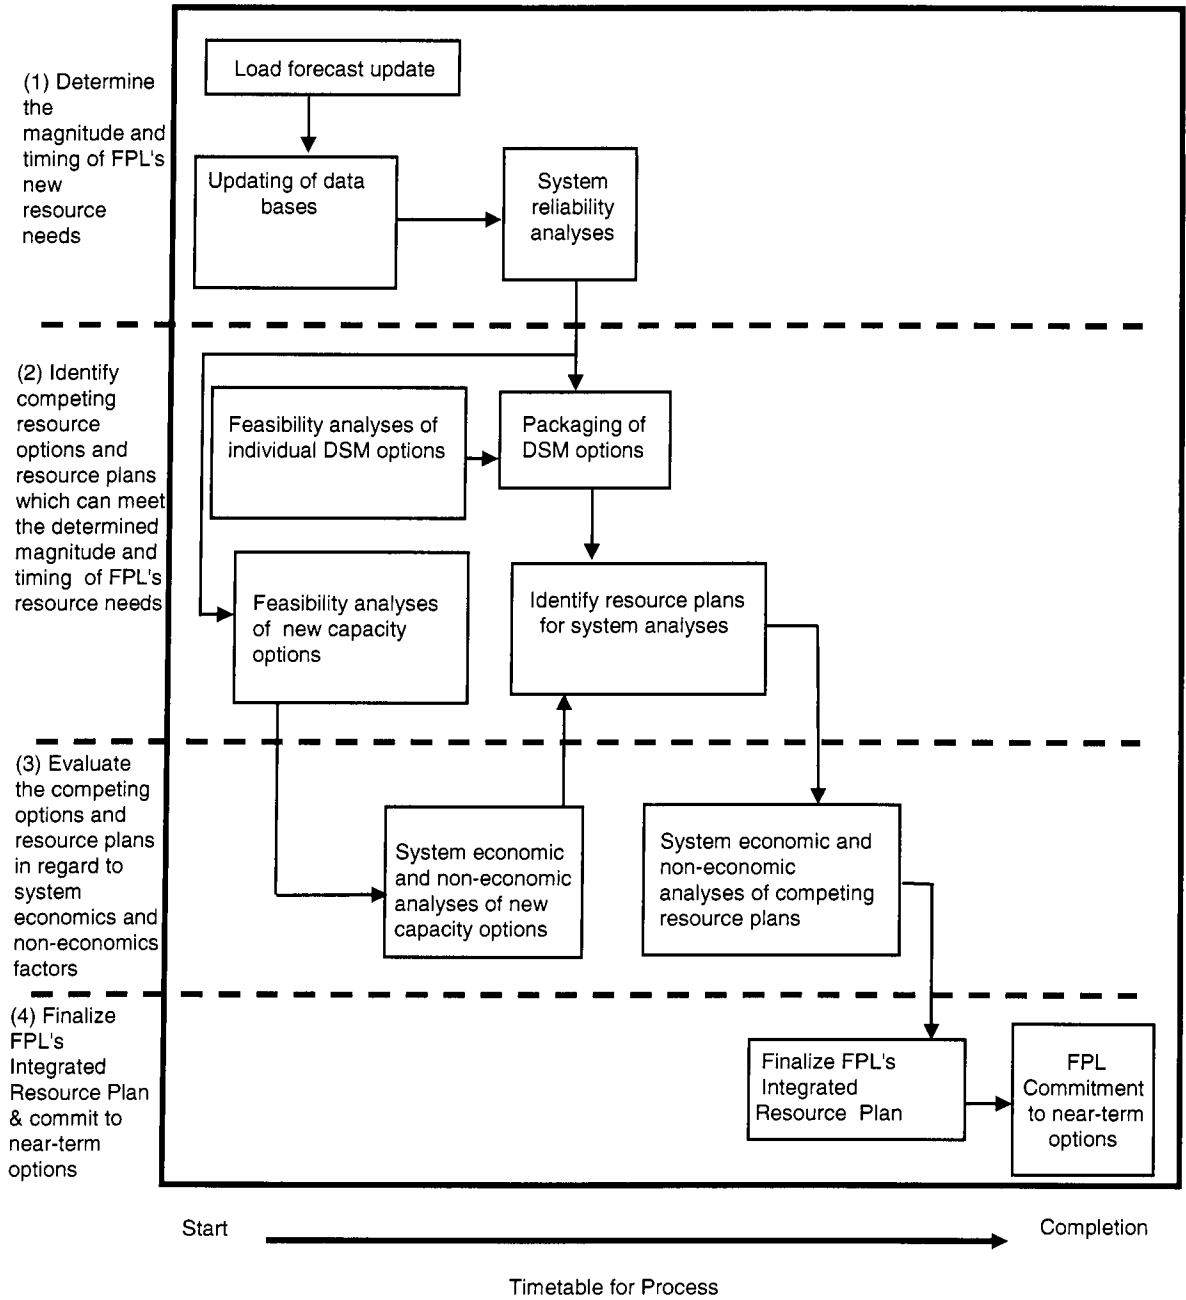 (1) Determine
the
magnitude and
timing of FPL's
new
resource
needs
Load forecast update
Updating of data
bases
System
reliability
analyses
(2) Identify
competing
resource
options and
resource plans
which can meet
the determined
magnitude and
timing of FPL's
resource needs
Feasibility analyses of
individual DSM options
Packaging of
DSM options
Feasibility analyses
of new capacity
options
Identify resource plans
for system analyses
(3) Evaluate
the competing
options and
resource plans
in regard to
system
economics and
non-economics
factors
System economic
and non-economic
analyses of new
capacity options
System economic and
non-economic
analyses of competing
resource plans
(4) Finalize
FPL's
Integrated
Resource Plan
& commit to
near-term
options
Finalize FPL's
Integrated
Resource Plan
FPL
Commitment
to near-term
options
Start
Completion
Timetable for Process